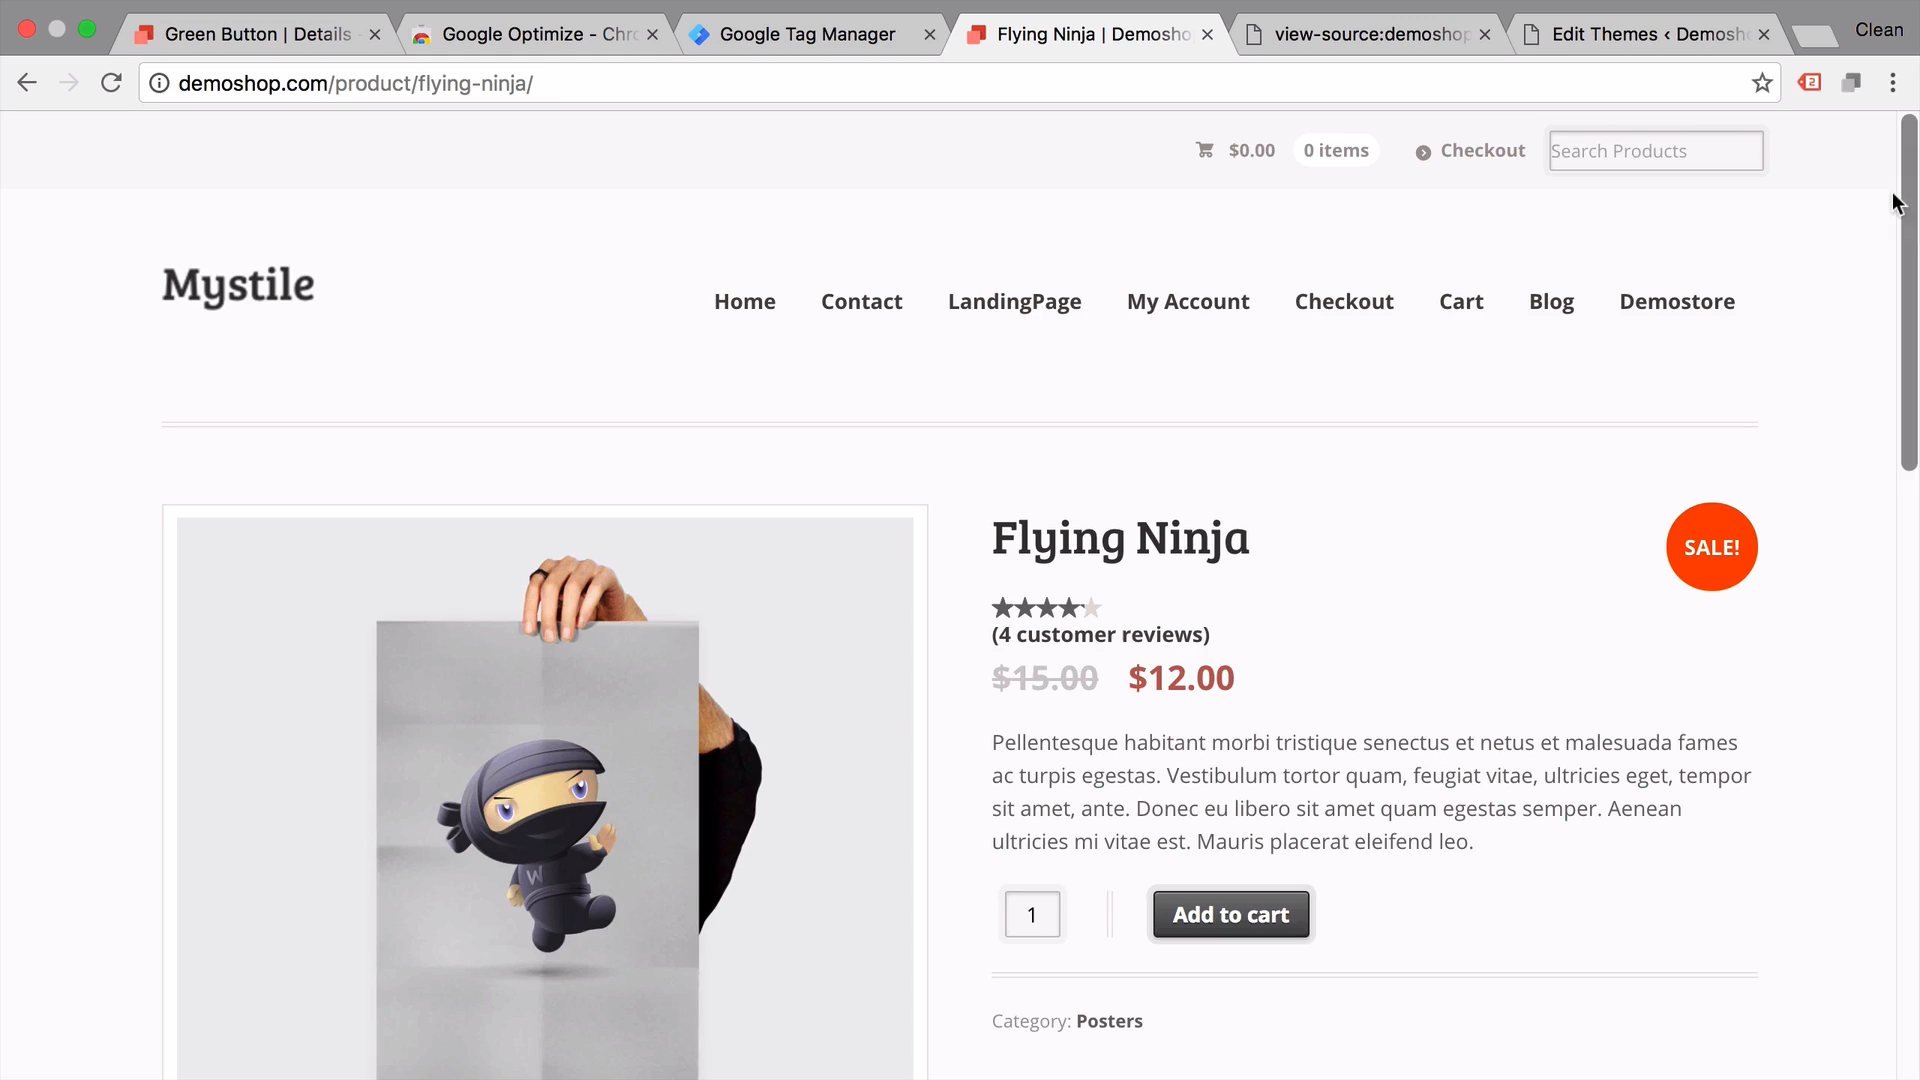 Green Button | Details
Google Optimize - Chr
Google Tag Manager
Flying Ninja | Demosho
view-source:demoshop
Edit Themes ‹ Demosh
Clean
demoshop.com/product/flying-ninja/
2
$0.00
0 items
Checkout
Search Products
Mystile
Home
Contact
LandingPage
My Account
Checkout
Cart
Blog
Demostore
Flying Ninja
SALE!
(4 customer reviews)
$15.00 $12.00
Pellentesque habitant morbi tristique senectus et netus et malesuada fames
ac turpis egestas. Vestibulum tortor quam, feugiat vitae, ultricies eget, tempor
sit amet, ante. Donec eu libero sit amet quam egestas semper. Aenean
ultricies mi vitae est. Mauris placerat eleifend leo.
W
1
Add to cart
Category: Posters